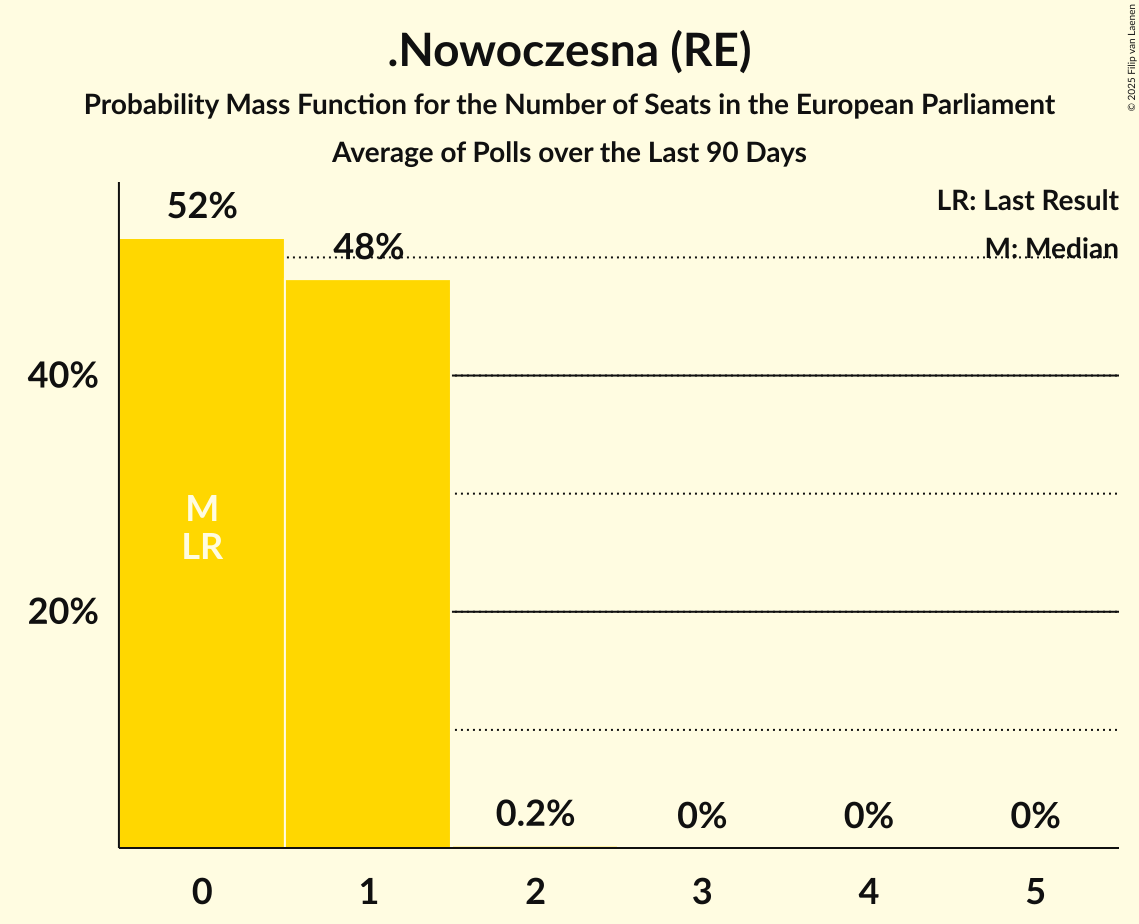 .Nowoczesna (RE)
Probability Mass Function for the Number of Seats in the European Parliament
Average of Polls over the Last 90 Days
© 2025 Filip van Laenen
LR: Last Result
M: Median
52%
48%
40%
20%
M
LR
0.2%
0%
0%
0%
0
1
2
3
4
5